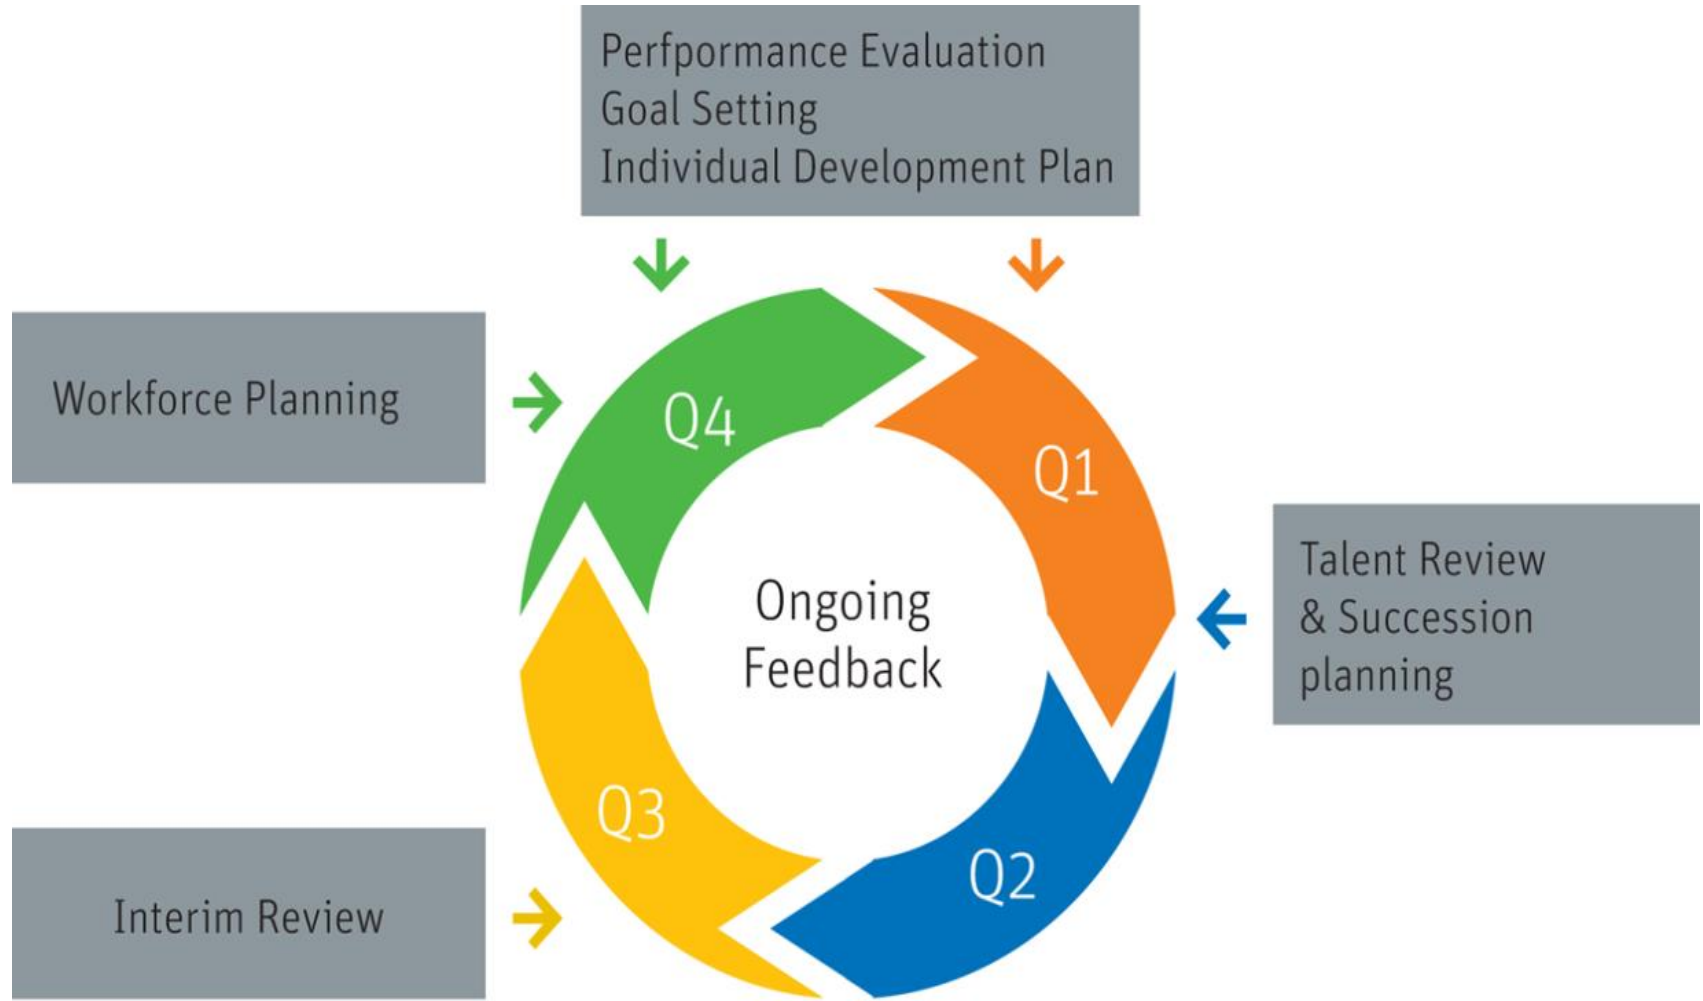 Perfpormance Evaluation
Goal Setting
Individual Development Plan
Workforce Planning
Q4
Q1
Ongoing
Feedback
Talent Review
& Succession
planning
Q3
Q2
Interim Review